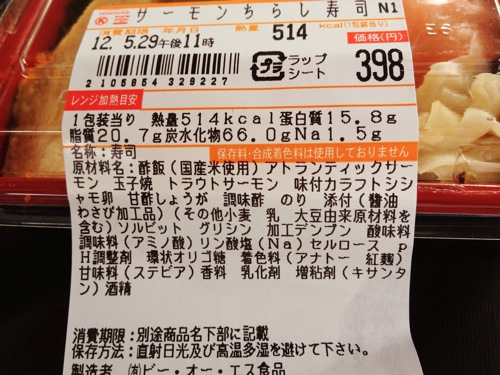 サーモンちらし寿司 N1
消費期限 年月日 熱量 kcal(1包装当り) 価格(円)
12. 5.29午後11時 514
プラ ラップ シート 398
2105854329227
レンジ加熱目安
1包装当り 熱量514kcal蛋白質15.8g
脂質20.7g炭水化物66.0gNa1.5g
名称:寿司 保存料・合成着色料は使用しておりません
原材料名:酢飯(国産米使用)アトランティックサー
モン 玉子焼 トラウトサーモン 味付カラフトシシ
ャモ卵 甘酢しょうが 調味酢 のり 添付(醤油
わさび加工品)(その他小麦 乳 大豆由来原材料を
含む)ソルビット グリシン 加工デンプン 酸味料
調味料(アミノ酸)リン酸塩(Na)セルロース p
H調整剤 環状オリゴ糖 着色料(アナトー 紅麹)
甘味料(ステビア)香料 乳化剤 増粘剤(キサンタ
ン)酒精
消費期限:別途商品名下部に記載
保存方法:直射日光及び高温多湿を避けて下さい。
製造者 ㈲ビー・オー・エス食品